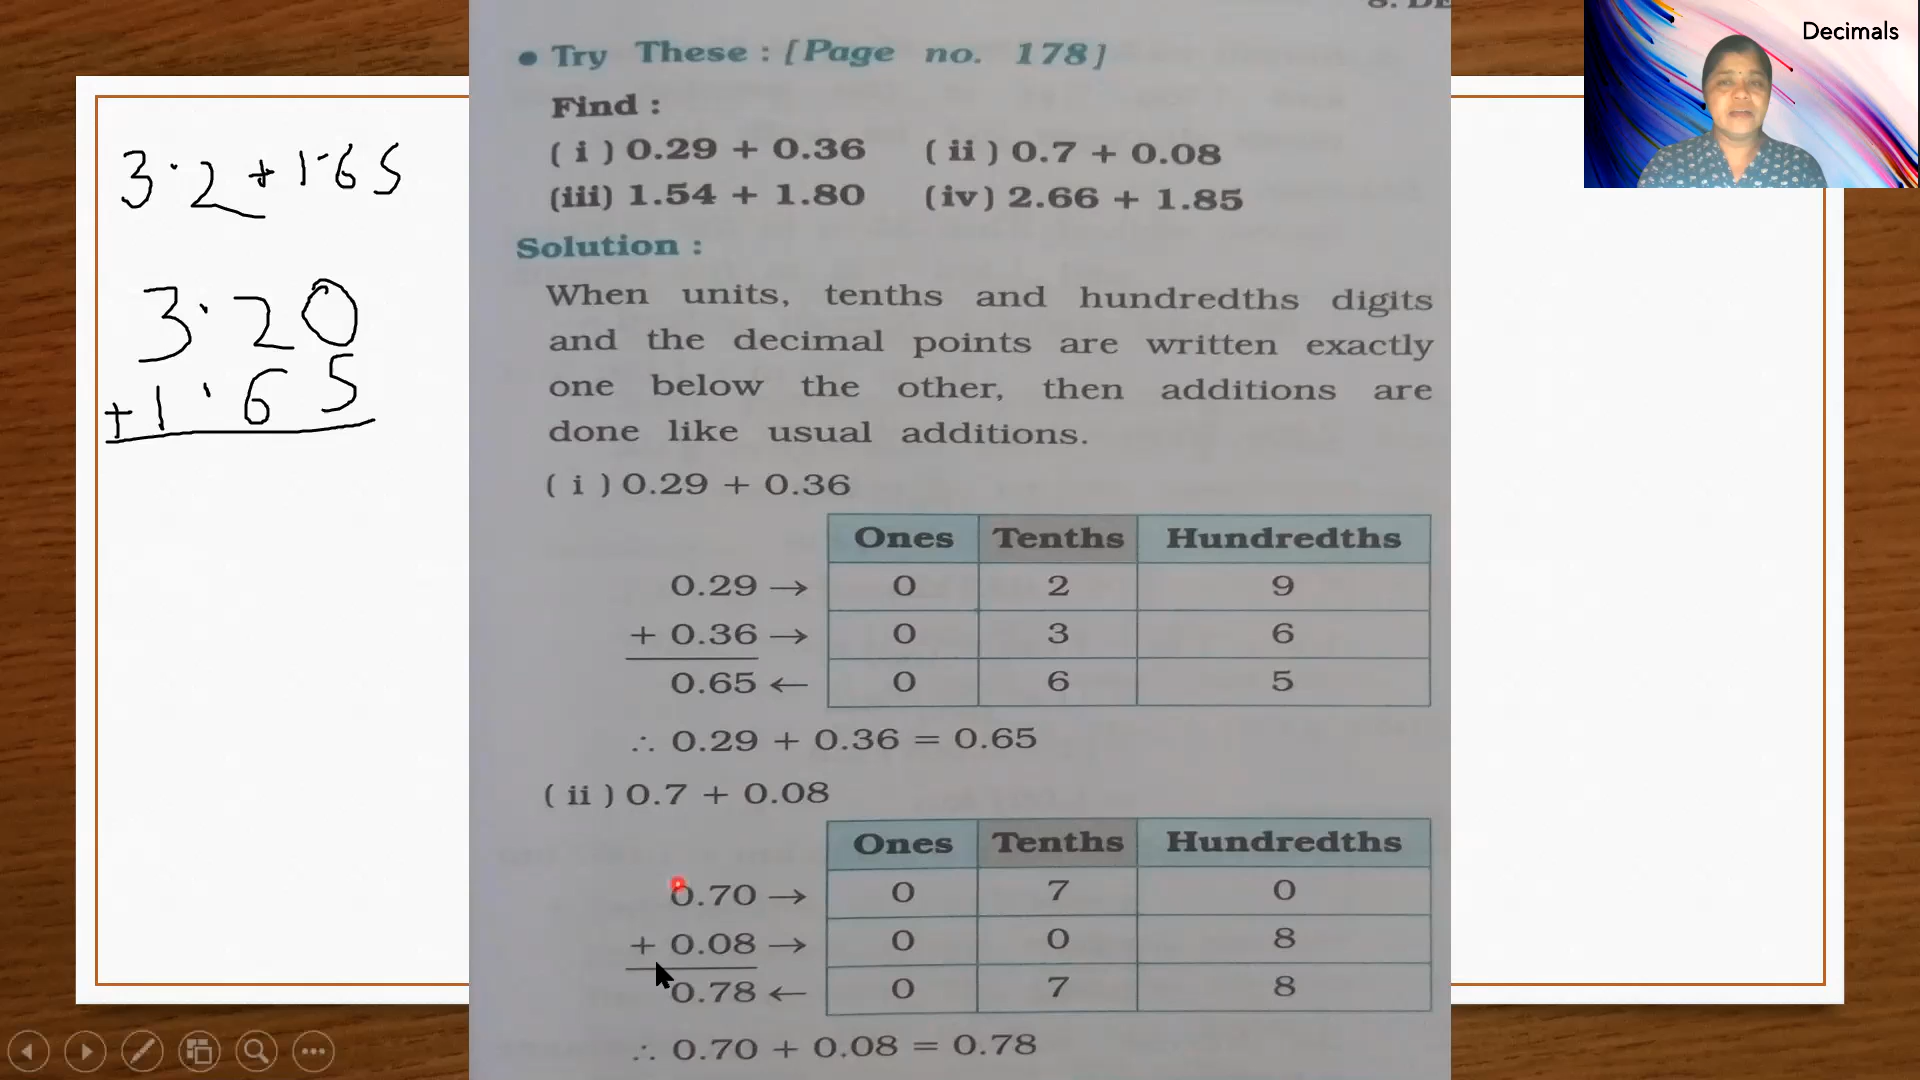 Decimals
3.2 + 1.65
3.20
+ 1.65
• Try These : [Page no. 178]
Find :
( i ) 0.29 + 0.36 ( ii ) 0.7 + 0.08
(iii) 1.54 + 1.80 (iv) 2.66 + 1.85
Solution :
When units, tenths and hundredths digits
and the decimal points are written exactly
one below the other, then additions are
done like usual additions.
( i ) 0.29 + 0.36
Ones Tenths Hundredths
0.29 → 0 2 9
+ 0.36 → 0 3 6
0.65 ← 0 6 5
∴ 0.29 + 0.36 = 0.65
( ii ) 0.7 + 0.08
Ones Tenths Hundredths
0.70 → 0 7 0
+ 0.08 → 0 0 8
0.78 ← 0 7 8
∴ 0.70 + 0.08 = 0.78